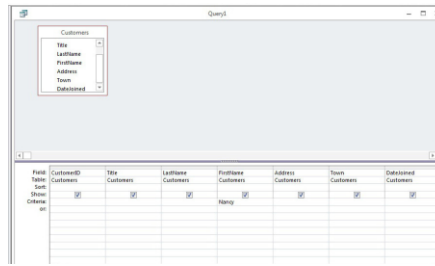 Query1
Customers
Title
LastName
FirstName
Address
Town
DateJoined
Field: CustomerID Title LastName FirstName Address Town DateJoined
Table: Customers Customers Customers Customers Customers Customers Customers
Sort:
Show:
Criteria: Nancy
or: